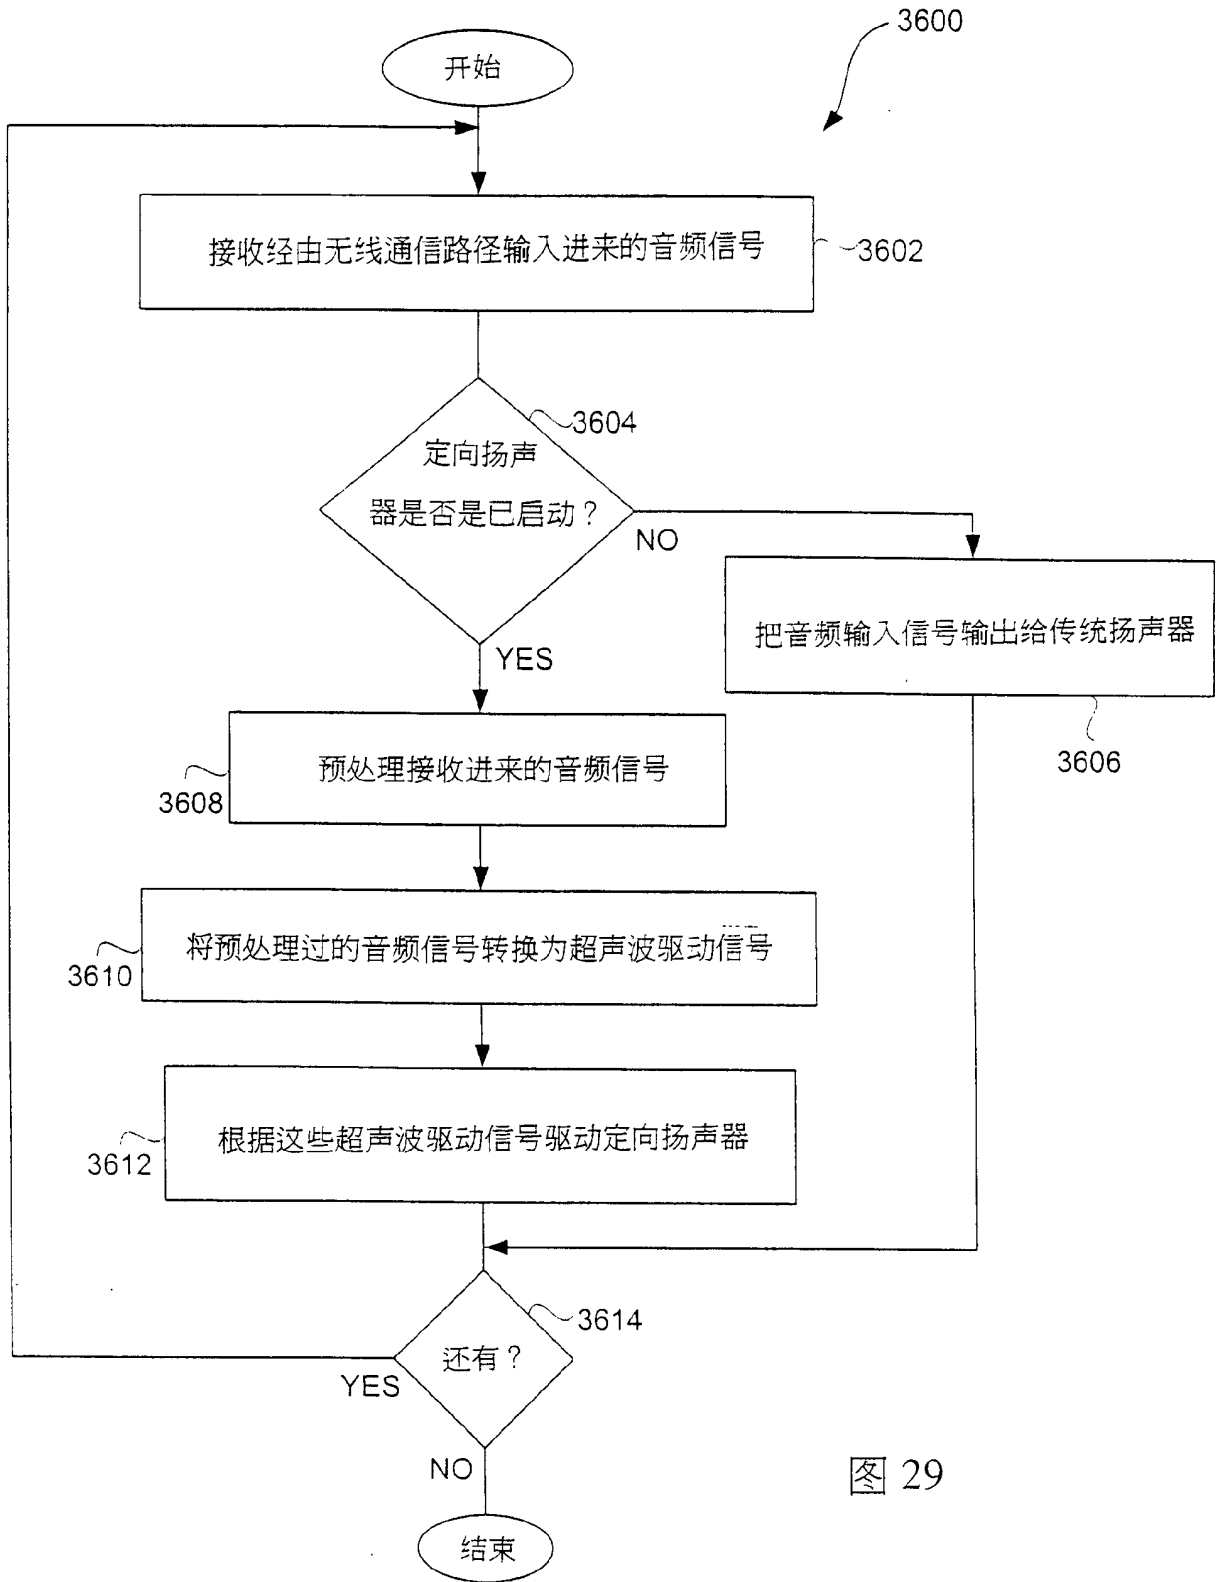 3600
开始
接收经由无线通信路径输入进来的音频信号
3602
3604
定向扬声
器是否是已启动？
NO
YES
把音频输入信号输出给传统扬声器
3606
预处理接收进来的音频信号
3608
将预处理过的音频信号转换为超声波驱动信号
3610
根据这些超声波驱动信号驱动定向扬声器
3612
3614
还有？
YES
NO
结束
图 29